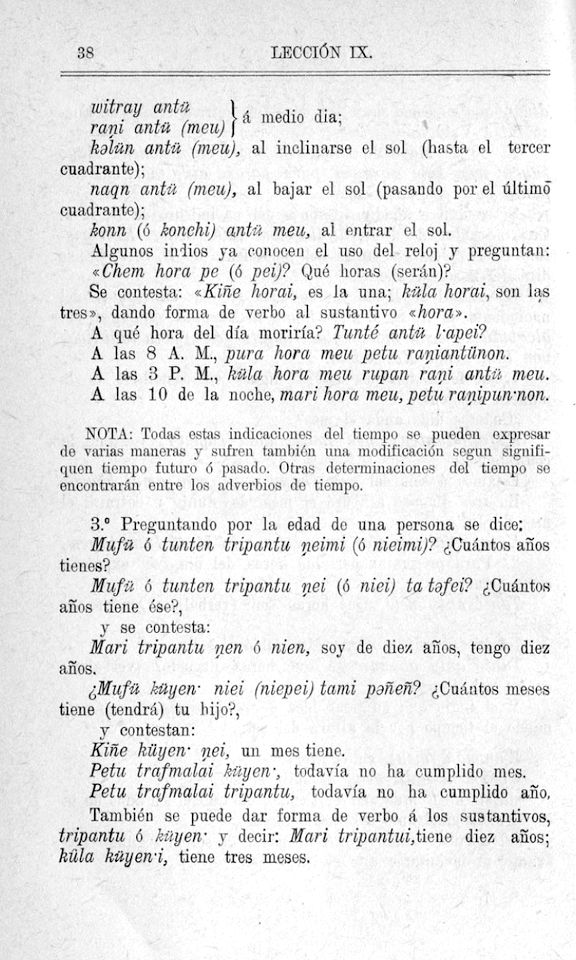 38 LECCIÓN IX.
witray antü
rani̱ antü (meu) } á medio dia;
kəlün antü (meu), al inclinarse el sol (hasta el tercer
cuadrante);
naqn antü (meu), al bajar el sol (pasando por el último
cuadrante);
konn (ó konchi) antü meu, al entrar el sol.
Algunos indios ya conocen el uso del reloj y preguntan:
«Chem hora pe (ó pei)? Qué horas (serán)?
Se contesta: «Kiñe horai, es la una; küla horai, son las
tres», dando forma de verbo al sustantivo «hora».
A qué hora del día moriría? Tunté antü l·apei?
A las 8 A. M., pura hora meu petu raṇiantünon.
A las 3 P. M., küla hora meu rupan raṇi antü meu.
A las 10 de la noche, mari hora meu, petu raṇipun·non.
NOTA: Todas estas indicaciones del tiempo se pueden expresar
de varias maneras y sufren también una modificación segun signifi-
quen tiempo futuro ó pasado. Otras determinaciones del tiempo se
encontrarán entre los adverbios de tiempo.
3.º Preguntando por la edad de una persona se dice:
Mufü ó tunten tripantu ṇeimi (ó nieimi)? ¿Cuántos años
tienes?
Mufü ó tunten tripantu ṇei (ó niei) ta təfei? ¿Cuántos
años tiene ése?,
y se contesta:
Mari tripantu ṇen ó nien, soy de diez años, tengo diez
años.
¿Mufü küyen· niei (niepei) tami pəñeñ? ¿Cuántos meses
tiene (tendrá) tu hijo?,
y contestan:
Kiñe küyen· ṇei, un mes tiene.
Petu trafmalai küyen·, todavía no ha cumplido mes.
Petu trafmalai tripantu, todavía no ha cumplido año.
También se puede dar forma de verbo á los sustantivos,
tripantu ó küyen· y decir: Mari tripantui, tiene diez años;
küla küyen·i, tiene tres meses.